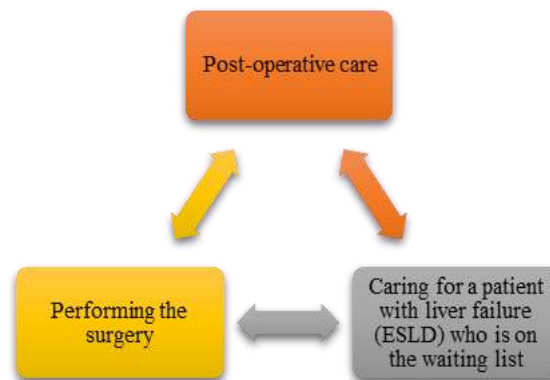 Post-operative care
Performing the
surgery
Caring for a patient
with liver failure
(ESLD) who is on
the waiting list